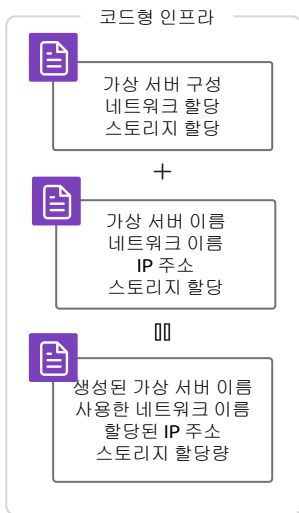 코드형 인프라
가상 서버 구성
네트워크 할당
스토리지 할당
+
가상 서버 이름
네트워크 이름
IP 주소
스토리지 할당
생성된 가상 서버 이름
사용한 네트워크 이름
할당된 IP 주소
스토리지 할당량